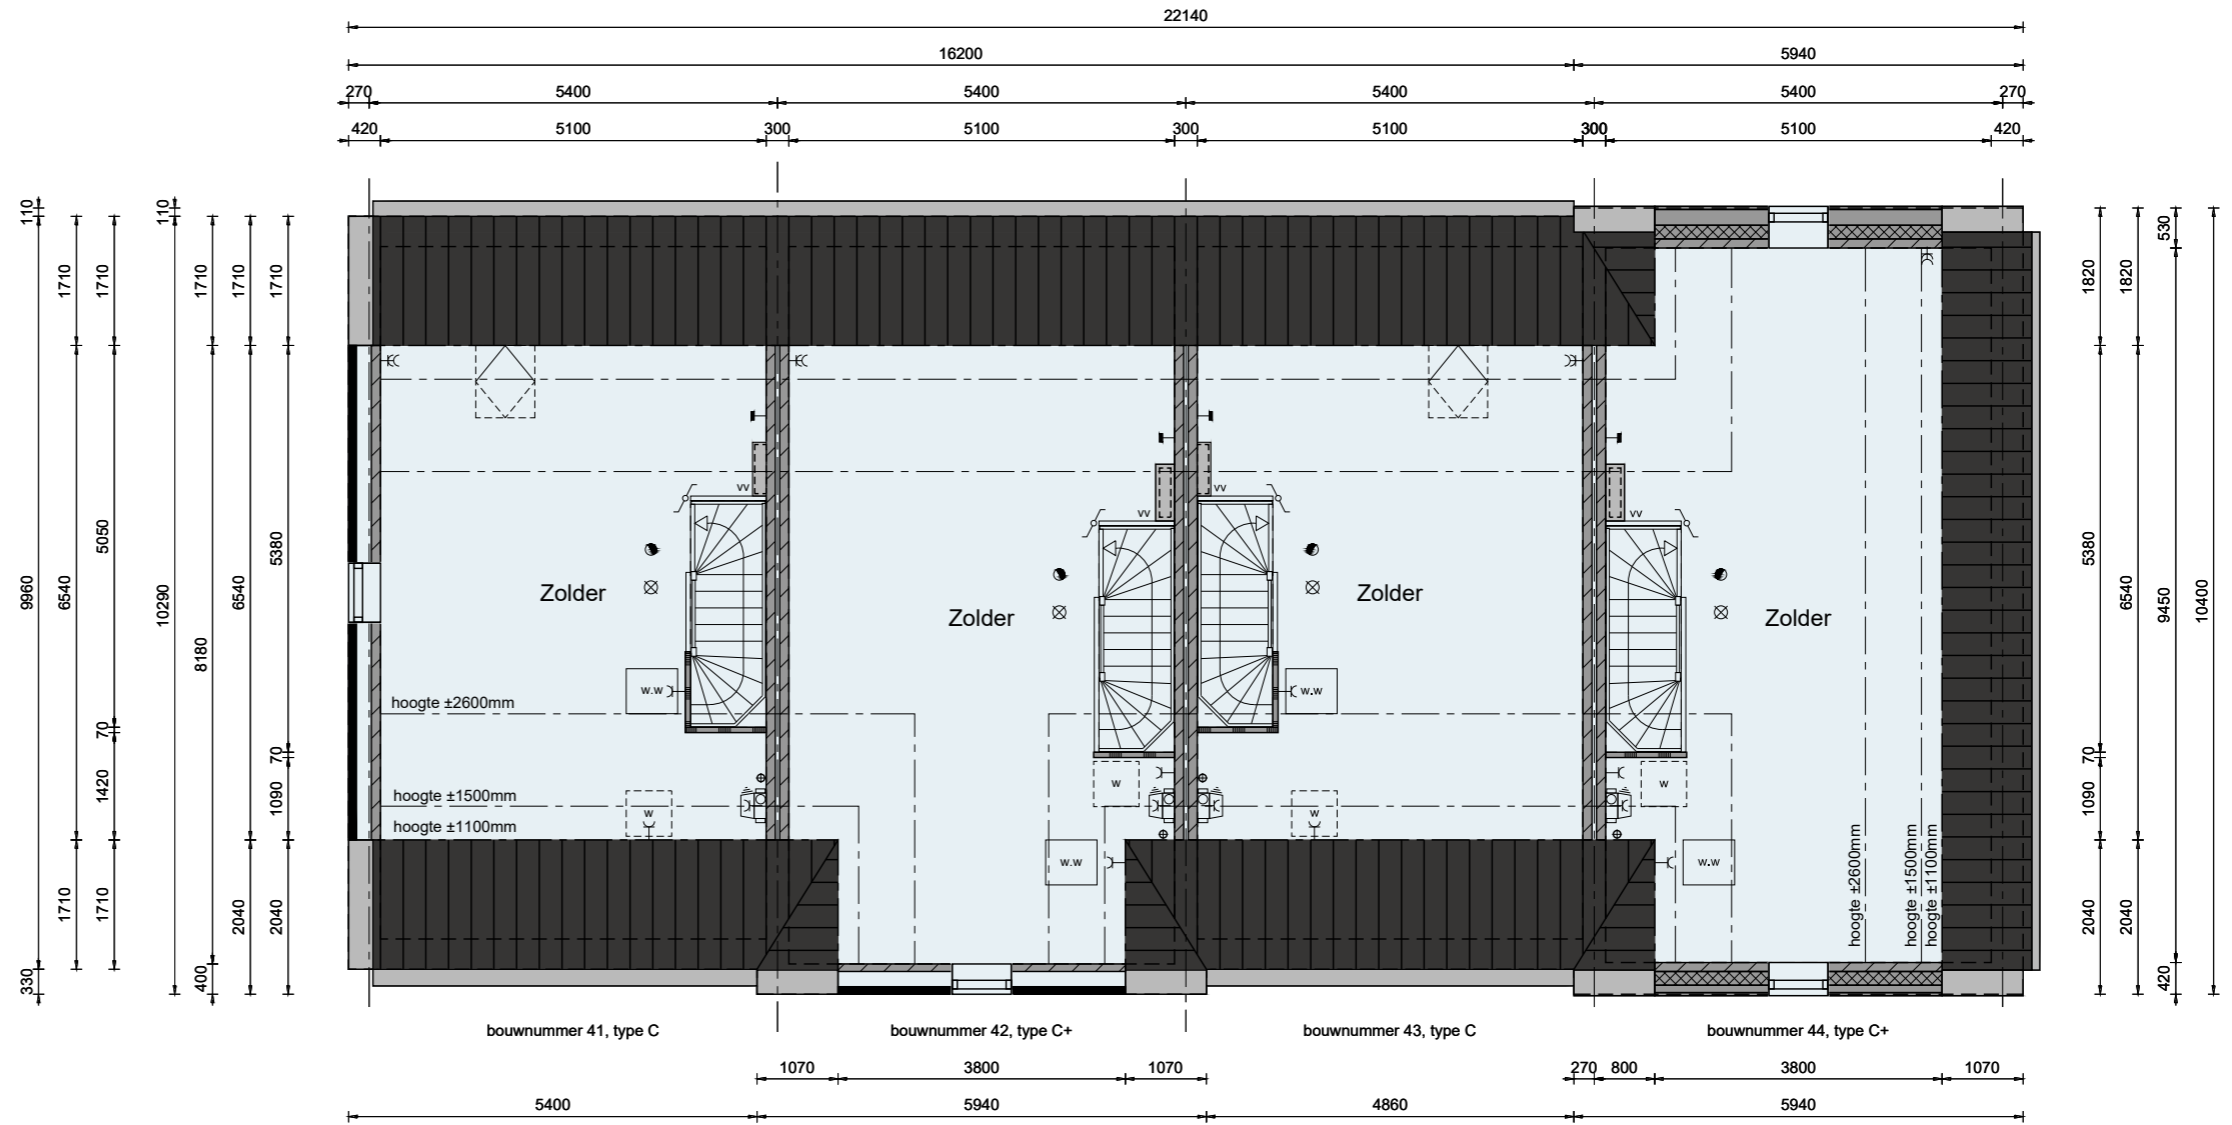 22140
16200 5940
270 5400 5400 5400 5400 270
420 5100 300 5100 300 5100 300 5100 420
110 110
1710 1710 1710 1710 1710
9960 6540 5050 70 1420
10290 8180 6540 5380 70 1090
1710 1710 2040 2040
330 400
530
1820 1820
5380 6540 9450 10400
70
1090
2040 2040
420
vv vv vv vv
Zolder Zolder Zolder Zolder
w.w w.w w.w w.w
w w w w
hoogte ±2600mm
hoogte ±1500mm
hoogte ±1100mm
hoogte ±2600mm
hoogte ±1500mm
hoogte ±1100mm
bouwnummer 41, type C bouwnummer 42, type C+ bouwnummer 43, type C bouwnummer 44, type C+
1070 3800 1070 270 800 3800 1070
5400 5940 4860 5940